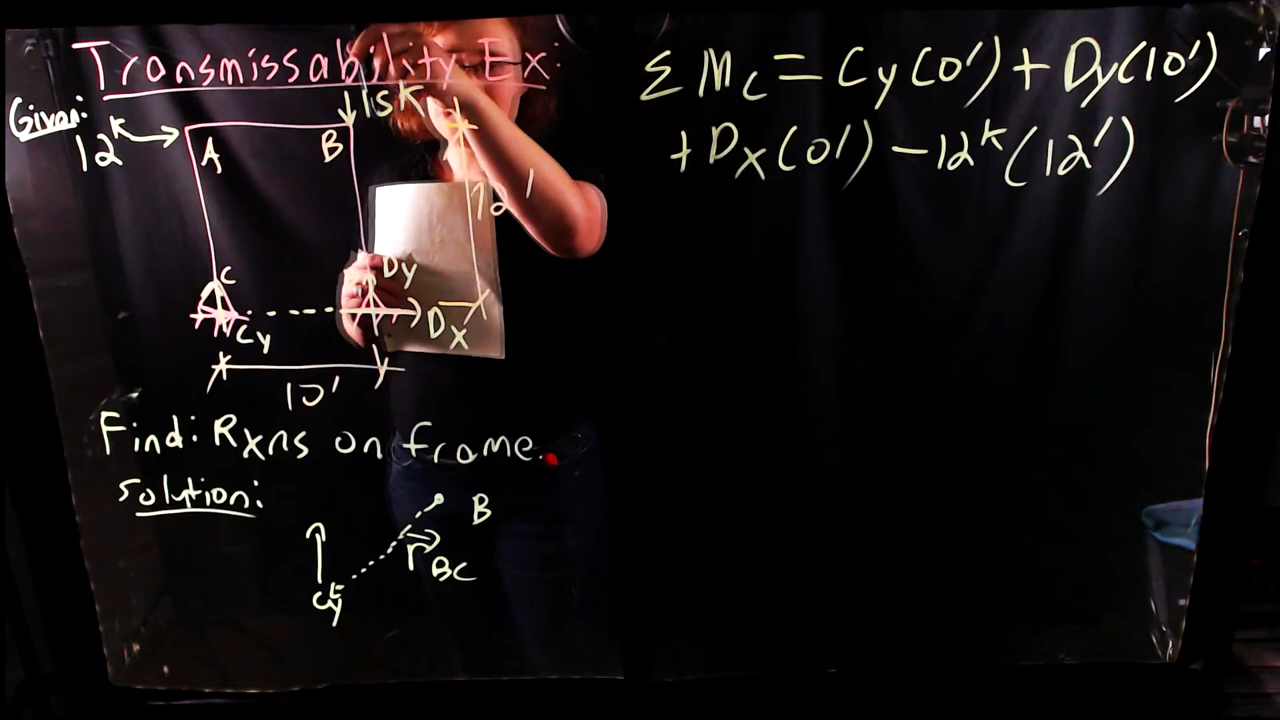 Transmissability Ex:
Given:
12ᵏ
15ᵏ
A
B
12'
C
Dy
Cy
Dx
10'
Find: Rxns on frame.
Solution:
B
rBC
Cy
ΣMc = Cy(0') + Dy(10')
+ Dx(0') - 12ᵏ(12')